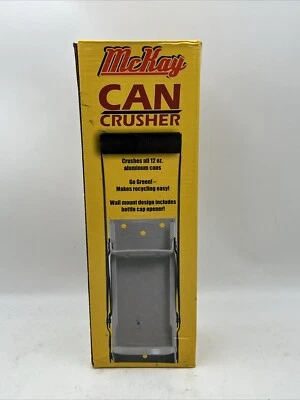 McKay
CAN
CRUSHER
Crushes all 12 oz.
aluminum cans
Go Green! –
Makes recycling easy!
Wall mount design includes
bottle cap opener!